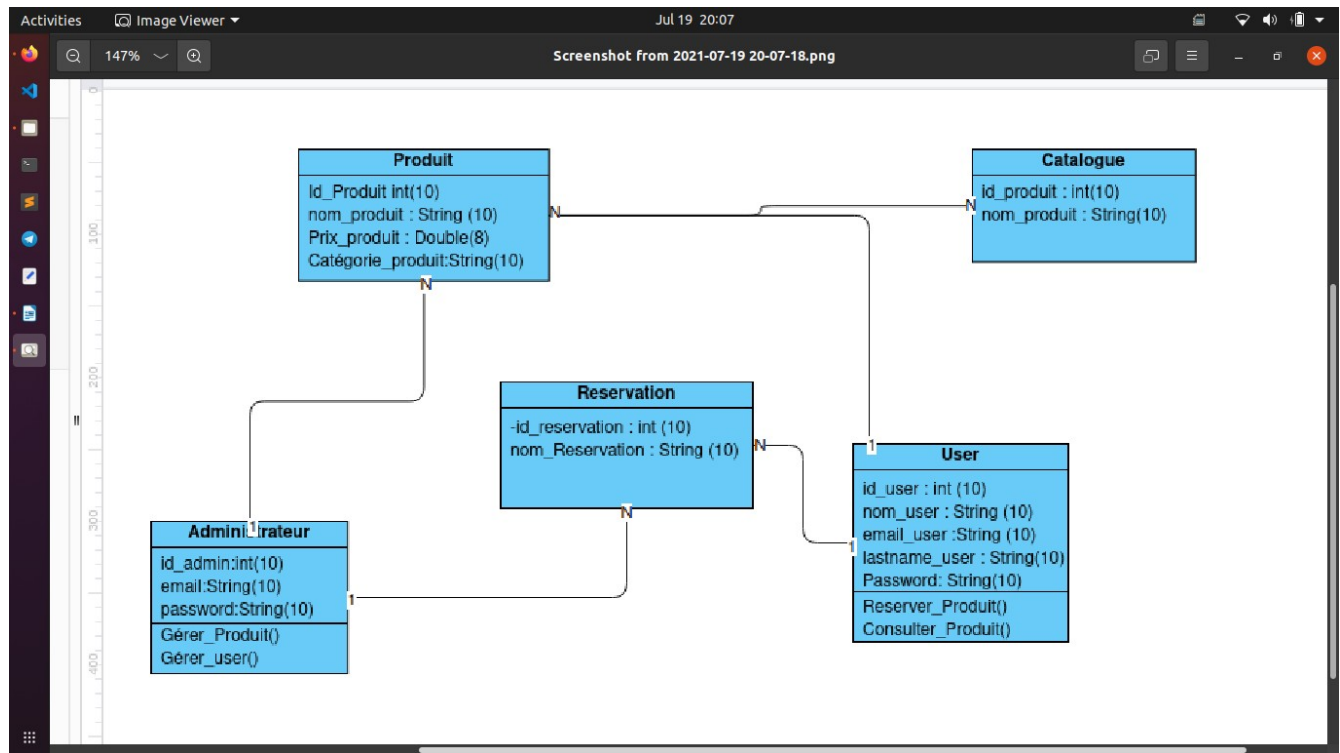 Activities Image Viewer Jul 19 20:07
147% Screenshot from 2021-07-19 20-07-18.png
0
100
200
300
400
Produit
Id_Produit int(10)
nom_produit : String (10)
Prix_produit : Double(8)
Catégorie_produit:String(10)
N
N
Catalogue
id_produit : int(10)
nom_produit : String(10)
N
Reservation
-id_reservation : int (10)
nom_Reservation : String (10)
N
N
1
User
id_user : int (10)
nom_user : String (10)
email_user :String (10)
lastname_user : String(10)
Password: String(10)
Reserver_Produit()
Consulter_Produit()
1
1
Administrateur
id_admin:int(10)
email:String(10)
password:String(10)
Gérer_Produit()
Gérer_user()
1